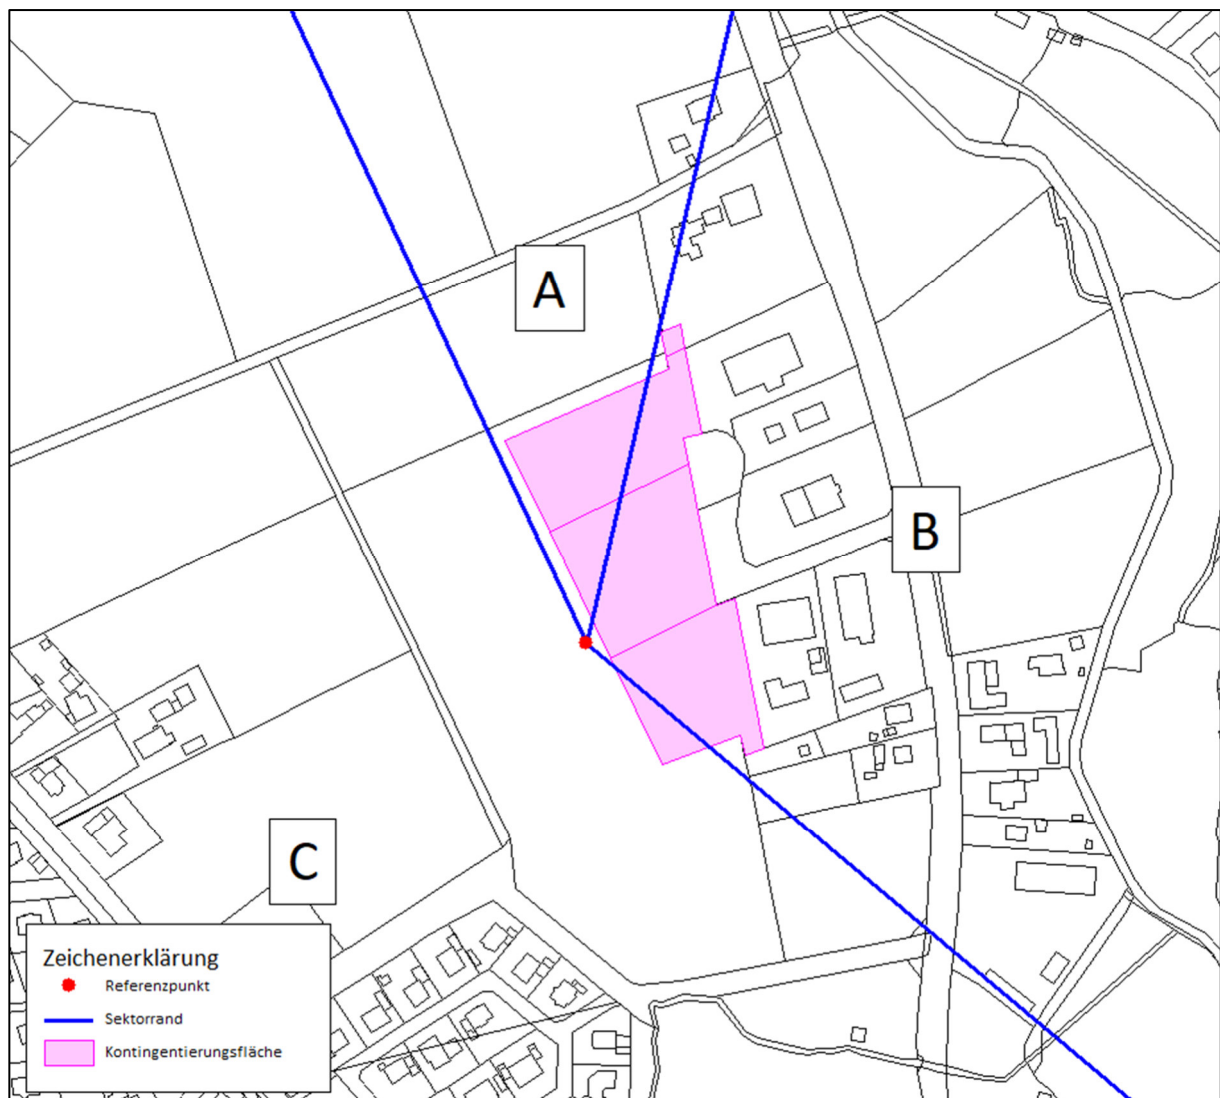 A
B
C
Zeichenerklärung
Referenzpunkt
Sektorrand
Kontingentierungsfläche